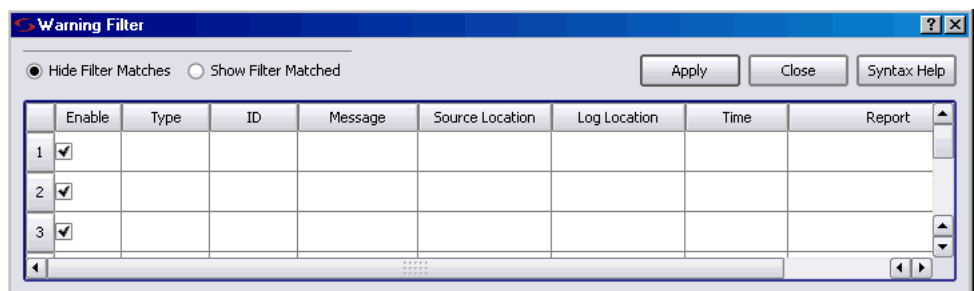 Warning Filter
Hide Filter Matches Show Filter Matched Apply Close Syntax Help
Enable Type ID Message Source Location Log Location Time Report
1
2
3